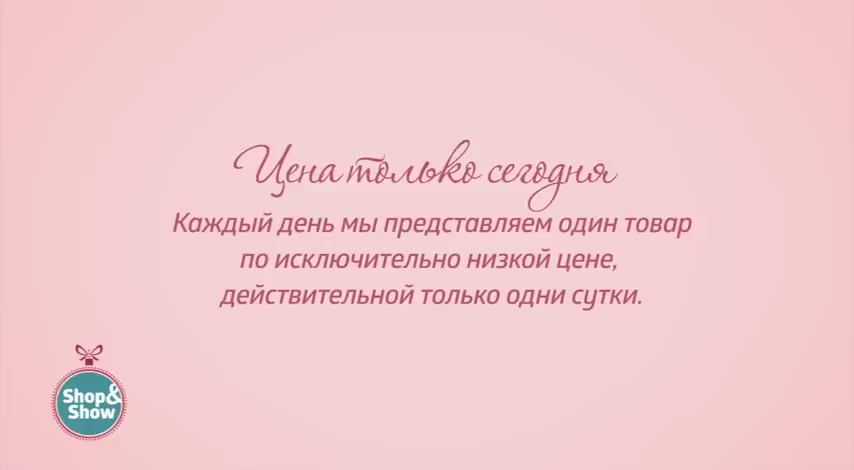 Цена только сегодня
Каждый день мы представляем один товар
по исключительно низкой цене,
действительной только одни сутки.
Shop&
Show